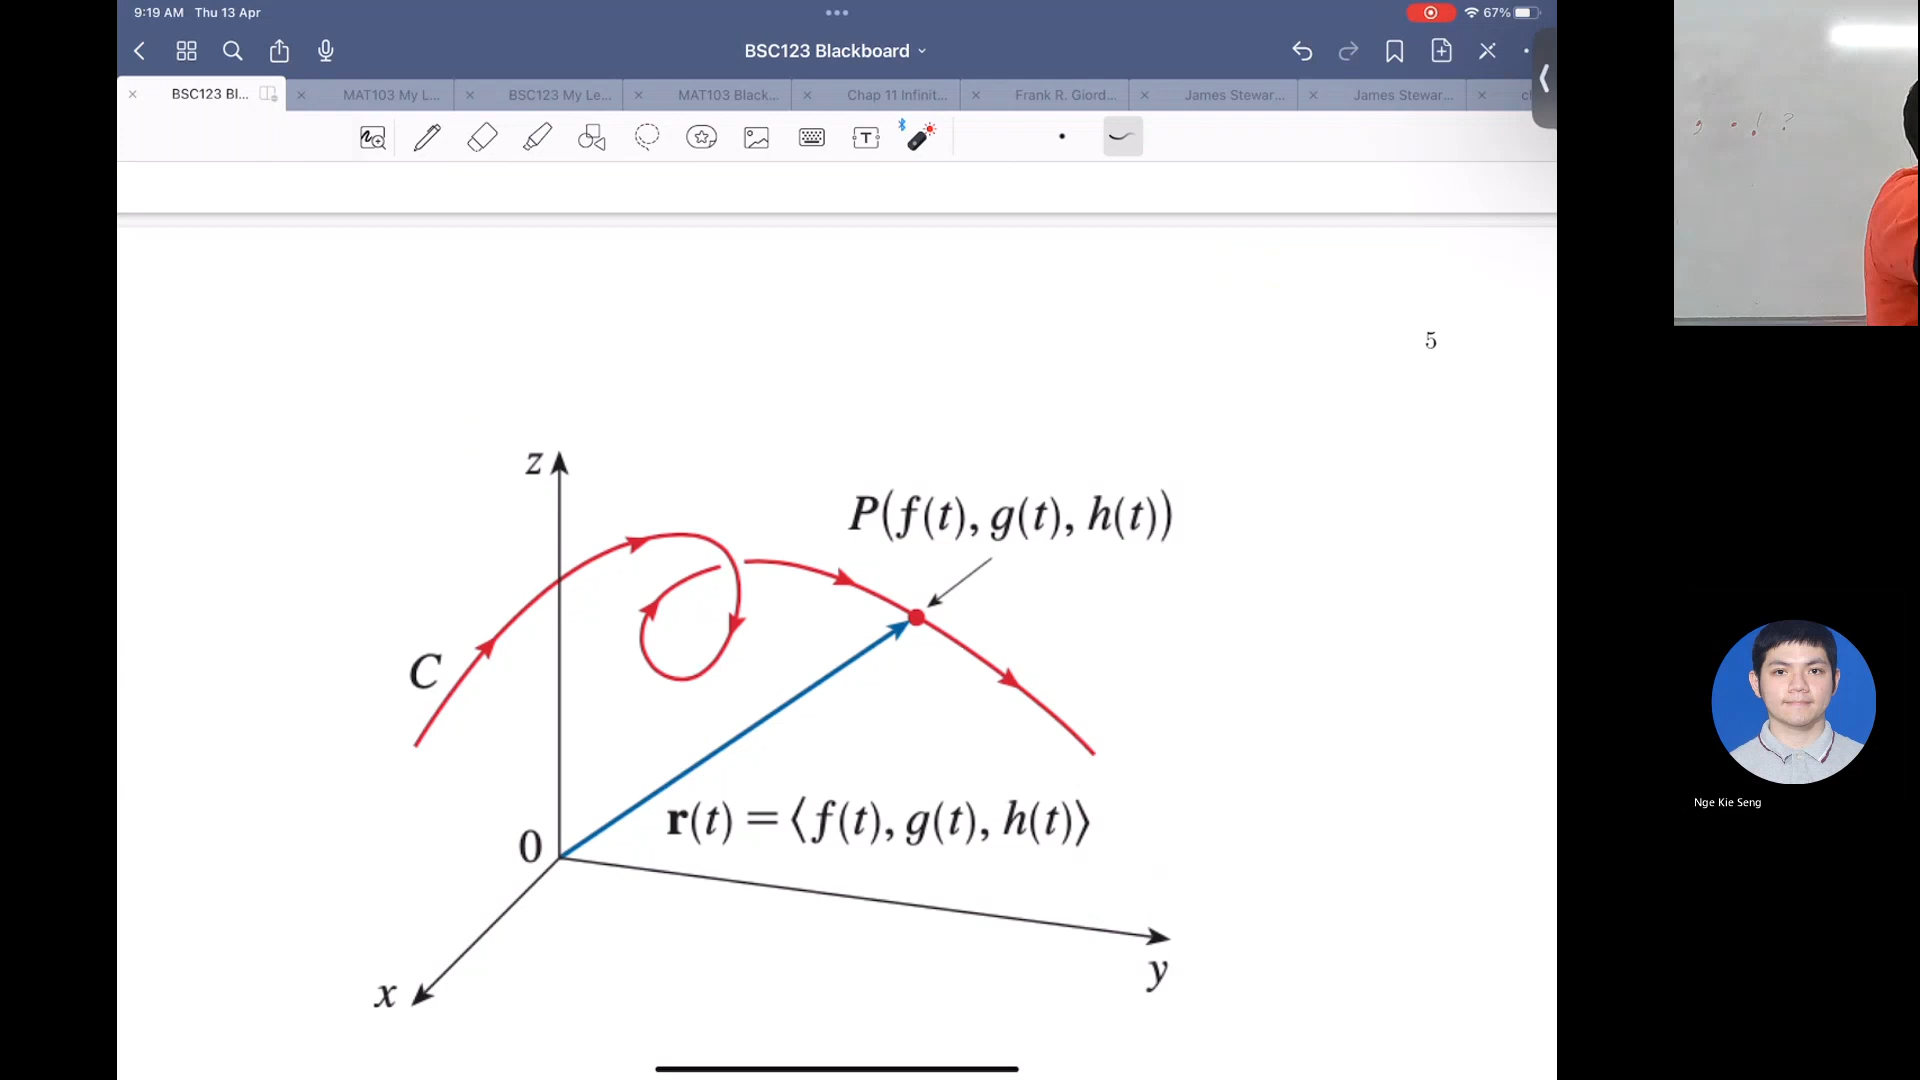 9:19 AM Thu 13 Apr
67%
BSC123 Blackboard
BSC123 Bl...
MAT103 My L...
BSC123 My Le...
MAT103 Black...
Chap 11 Infinit...
Frank R. Giord...
James Stewar...
James Stewar...
5
z
P(f(t), g(t), h(t))
C
r(t) = ⟨f(t), g(t), h(t)⟩
0
x
y
, . ! ?
Nge Kie Seng